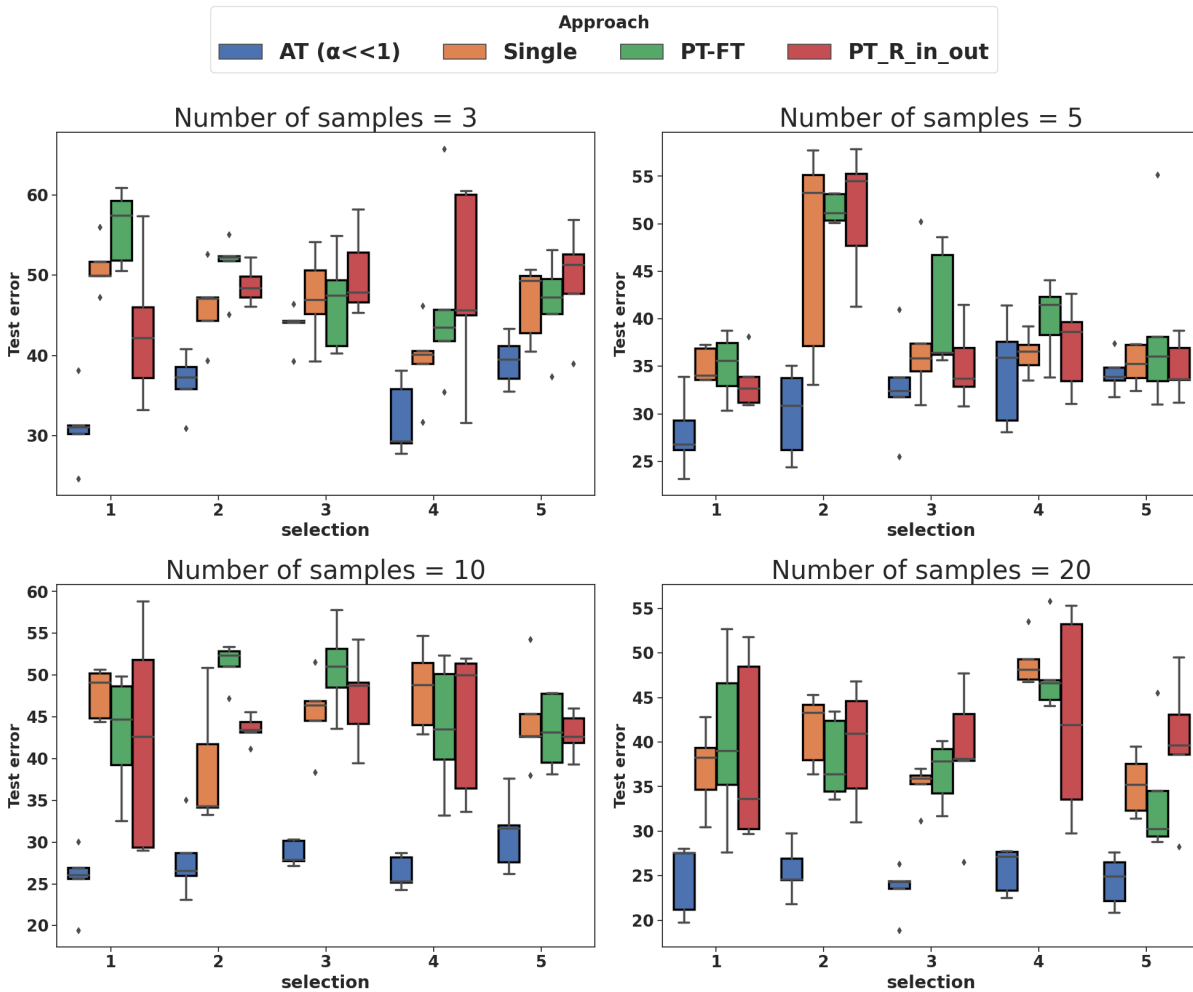 Approach
AT (α<<1) Single PT-FT PT_R_in_out
Number of samples = 3
Test error
60
50
40
30
1 2 3 4 5
selection
Number of samples = 5
Test error
55
50
45
40
35
30
25
1 2 3 4 5
selection
Number of samples = 10
Test error
60
55
50
45
40
35
30
25
20
1 2 3 4 5
selection
Number of samples = 20
Test error
55
50
45
40
35
30
25
20
1 2 3 4 5
selection